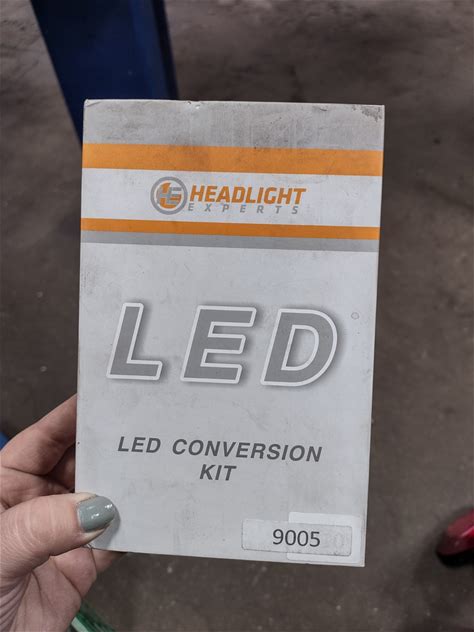 HEADLIGHT
EXPERTS
LED
LED CONVERSION
KIT
9005